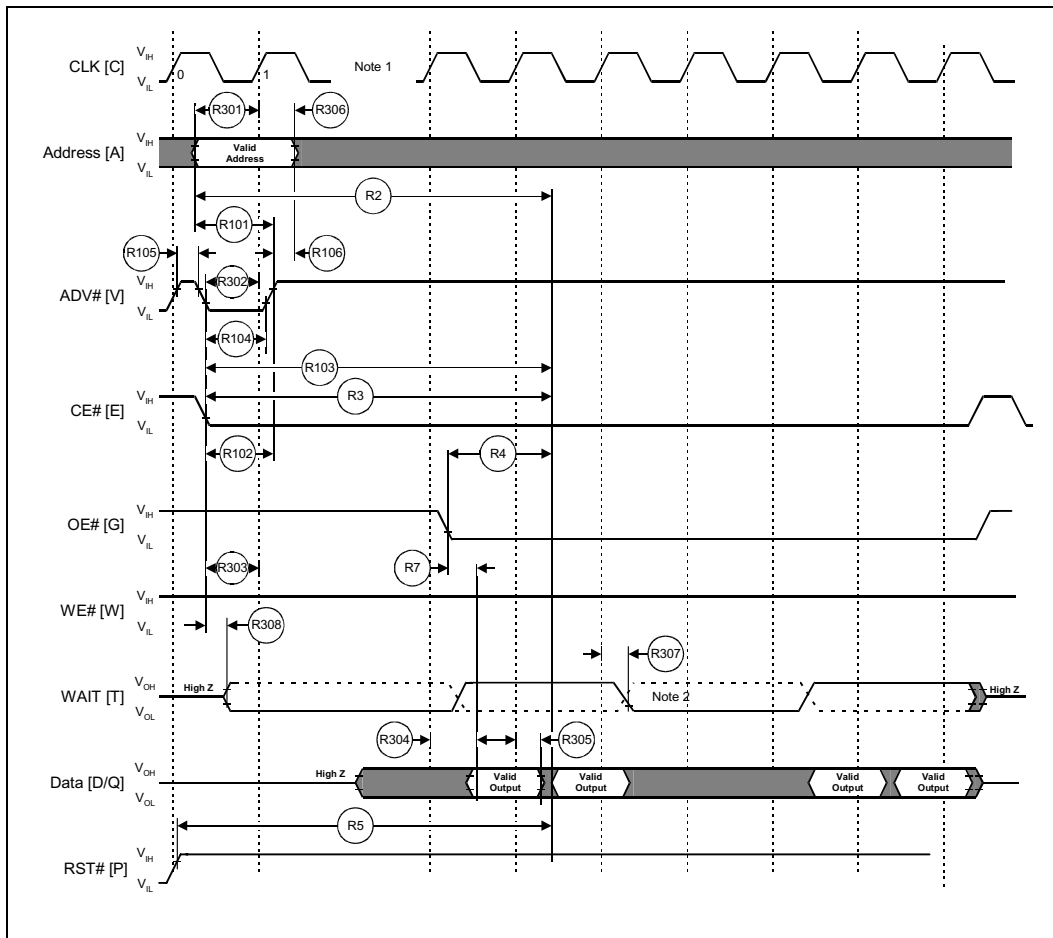 V_IH
CLK [C]
V_IL
0
1
Note 1
R301
R306
V_IH
Address [A]
V_IL
Valid
Address
R2
R101
R105
R106
V_IH
R302
ADV# [V]
V_IL
R104
R103
V_IH
R3
CE# [E]
V_IL
R102
R4
V_IH
OE# [G]
V_IL
R303
R7
V_IH
WE# [W]
V_IL
R308
R307
V_OH
High Z
WAIT [T]
V_OL
Note 2
High Z
R304
R305
V_OH
High Z
Data [D/Q]
V_OL
Valid
Output
Valid
Output
Valid
Output
Valid
Output
R5
V_IH
RST# [P]
V_IL